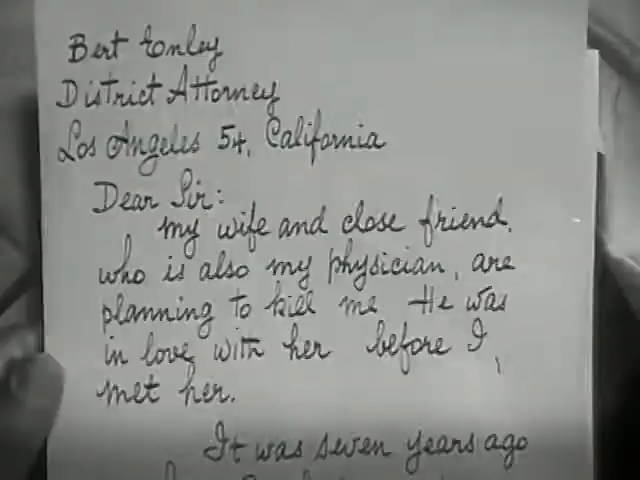 Bert Tonley
District Attorney
Los Angeles 54, California
Dear Sir:
My wife and close friend,
who is also my physician, are
planning to kill me. He was
in love with her before I
met her.
It was seven years ago